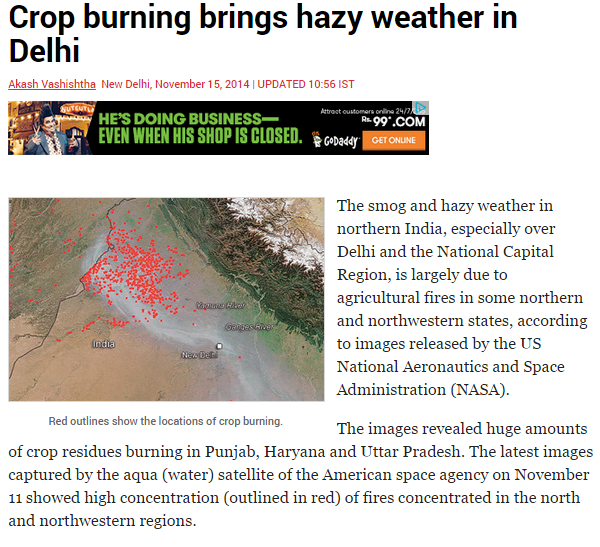 Crop burning brings hazy weather in
Delhi
Akash Vashishtha New Delhi, November 15, 2014 | UPDATED 10:56 IST
NUTEUTLA
HE'S DOING BUSINESS—
EVEN WHEN HIS SHOP IS CLOSED.
Attract customers online 24/7
Rs. 99*.COM
GoDaddy
GET ONLINE
Yamuna River
Ganges River
India
New Delhi
Red outlines show the locations of crop burning.
The smog and hazy weather in
northern India, especially over
Delhi and the National Capital
Region, is largely due to
agricultural fires in some northern
and northwestern states, according
to images released by the US
National Aeronautics and Space
Administration (NASA).
The images revealed huge amounts
of crop residues burning in Punjab, Haryana and Uttar Pradesh. The latest images
captured by the aqua (water) satellite of the American space agency on November
11 showed high concentration (outlined in red) of fires concentrated in the north
and northwestern regions.